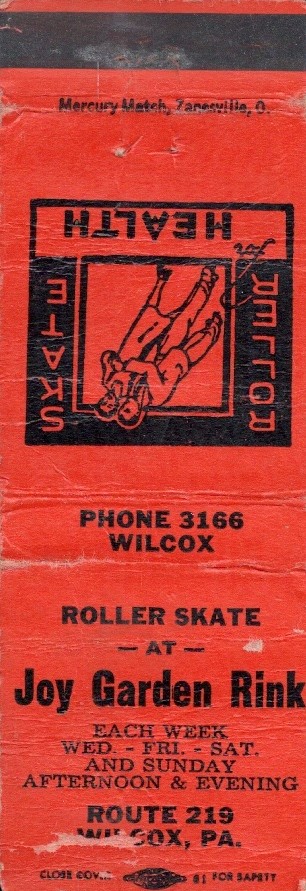 Mercury Match, Zanesville, O.
ROLLER
SKATE
for
HEALTH
PHONE 3166
WILCOX
ROLLER SKATE
— AT —
Joy Garden Rink
EACH WEEK
WED. - FRI. - SAT.
AND SUNDAY
AFTERNOON & EVENING
ROUTE 219
WILCOX, PA.
CLOSE COVER FOR SAFETY